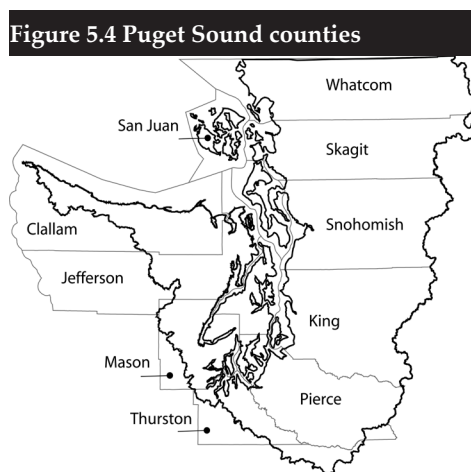 Figure 5.4 Puget Sound counties
Whatcom
San Juan
Skagit
Clallam
Snohomish
Jefferson
King
Mason
Pierce
Thurston